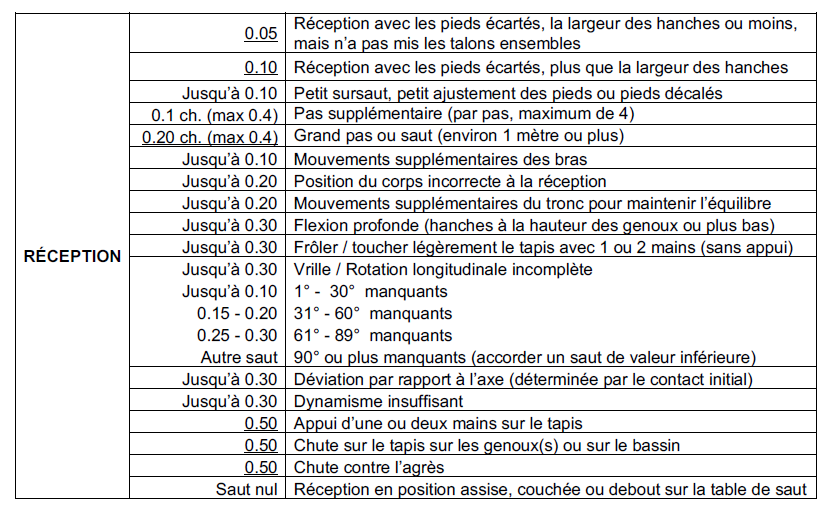 RÉCEPTION
0.05 Réception avec les pieds écartés, la largeur des hanches ou moins,
mais n’a pas mis les talons ensembles
0.10 Réception avec les pieds écartés, plus que la largeur des hanches
Jusqu’à 0.10 Petit sursaut, petit ajustement des pieds ou pieds décalés
0.1 ch. (max 0.4) Pas supplémentaire (par pas, maximum de 4)
0.20 ch. (max 0.4) Grand pas ou saut (environ 1 mètre ou plus)
Jusqu’à 0.10 Mouvements supplémentaires des bras
Jusqu’à 0.20 Position du corps incorrecte à la réception
Jusqu’à 0.20 Mouvements supplémentaires du tronc pour maintenir l’équilibre
Jusqu’à 0.30 Flexion profonde (hanches à la hauteur des genoux ou plus bas)
Jusqu’à 0.30 Frôler / toucher légèrement le tapis avec 1 ou 2 mains (sans appui)
Jusqu’à 0.30 Vrille / Rotation longitudinale incomplète
Jusqu’à 0.10 1° - 30° manquants
0.15 - 0.20 31° - 60° manquants
0.25 - 0.30 61° - 89° manquants
Autre saut 90° ou plus manquants (accorder un saut de valeur inférieure)
Jusqu’à 0.30 Déviation par rapport à l’axe (déterminée par le contact initial)
Jusqu’à 0.30 Dynamisme insuffisant
0.50 Appui d’une ou deux mains sur le tapis
0.50 Chute sur le tapis sur les genoux(s) ou sur le bassin
0.50 Chute contre l’agrès
Saut nul Réception en position assise, couchée ou debout sur la table de saut